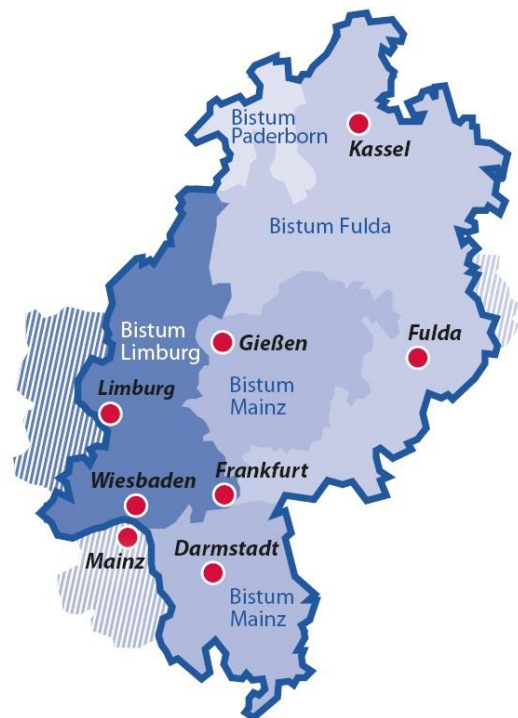 Bistum
Paderborn
Kassel
Bistum Fulda
Bistum
Limburg
Gießen
Fulda
Bistum
Mainz
Limburg
Wiesbaden
Frankfurt
Mainz
Darmstadt
Bistum
Mainz